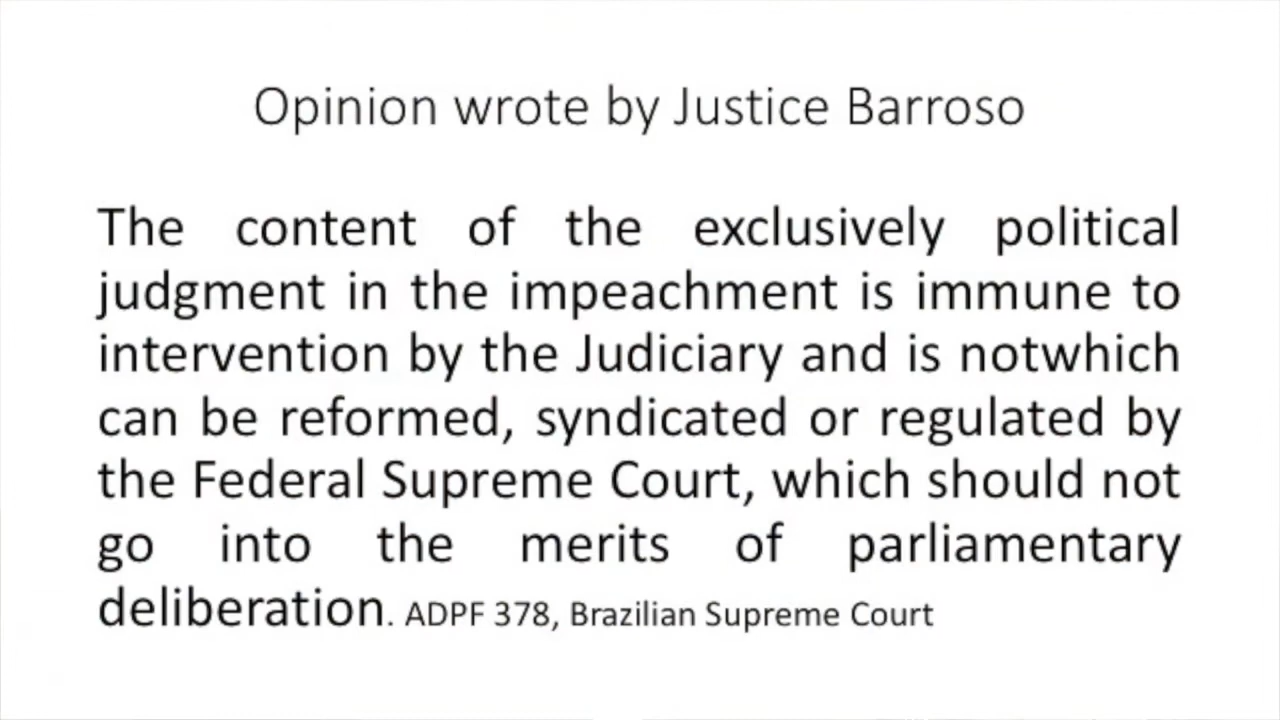 Opinion wrote by Justice Barroso
The content of the exclusively political
judgment in the impeachment is immune to
intervention by the Judiciary and is notwhich
can be reformed, syndicated or regulated by
the Federal Supreme Court, which should not
go into the merits of parliamentary
deliberation. ADPF 378, Brazilian Supreme Court